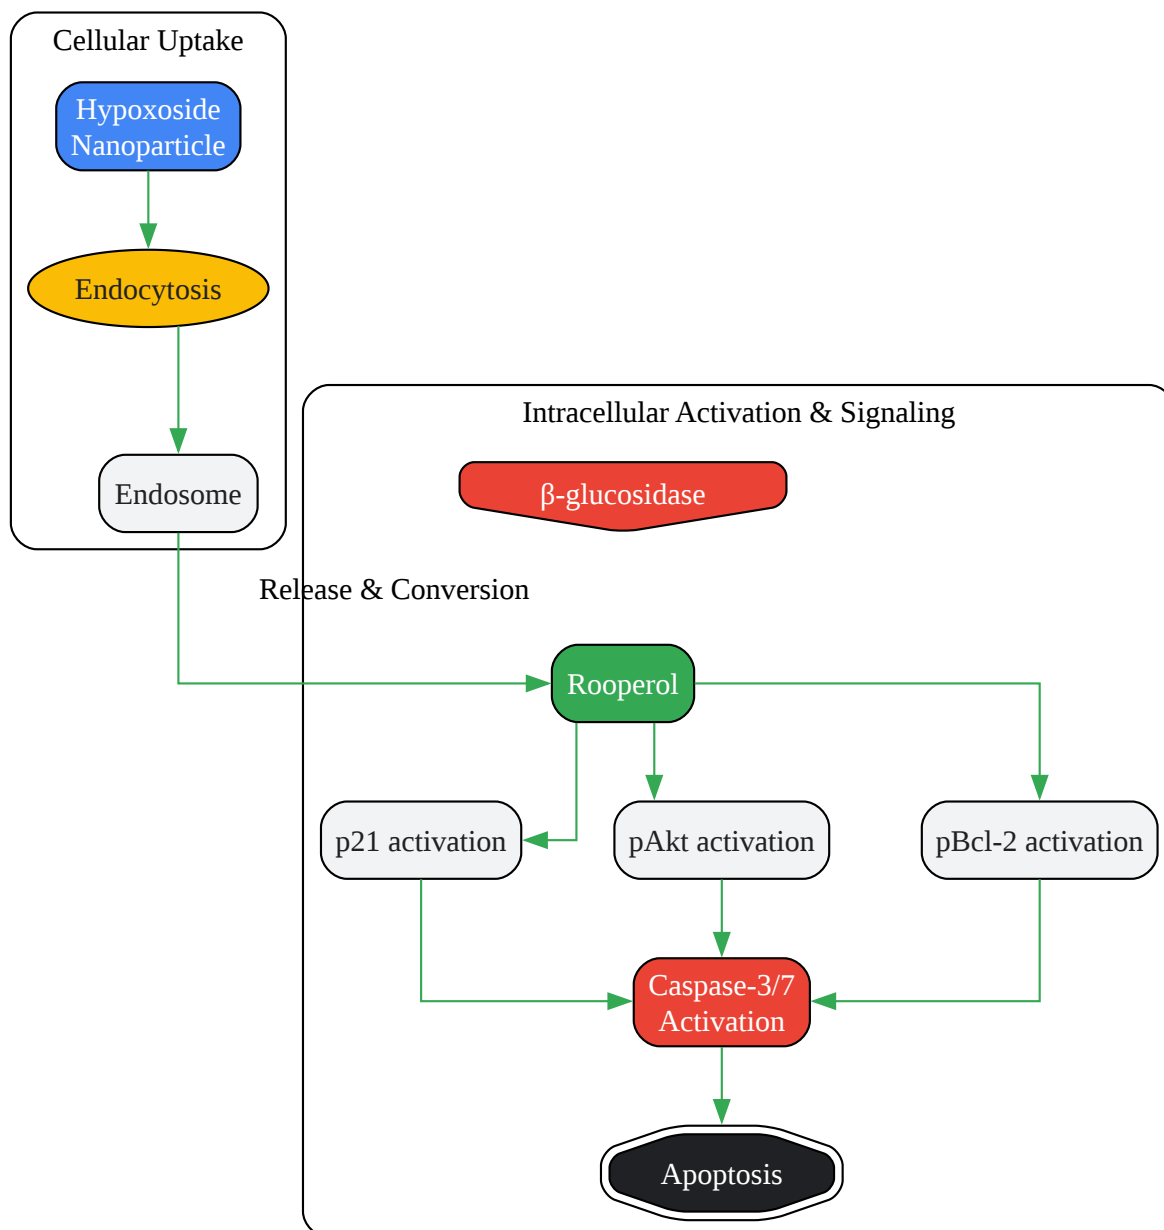 Cellular Uptake
Hypoxoside
Nanoparticle
Endocytosis
Endosome
Intracellular Activation & Signaling
β-glucosidase
Release & Conversion
Rooperol
p21 activation
pAkt activation
pBcl-2 activation
Caspase-3/7
Activation
Apoptosis